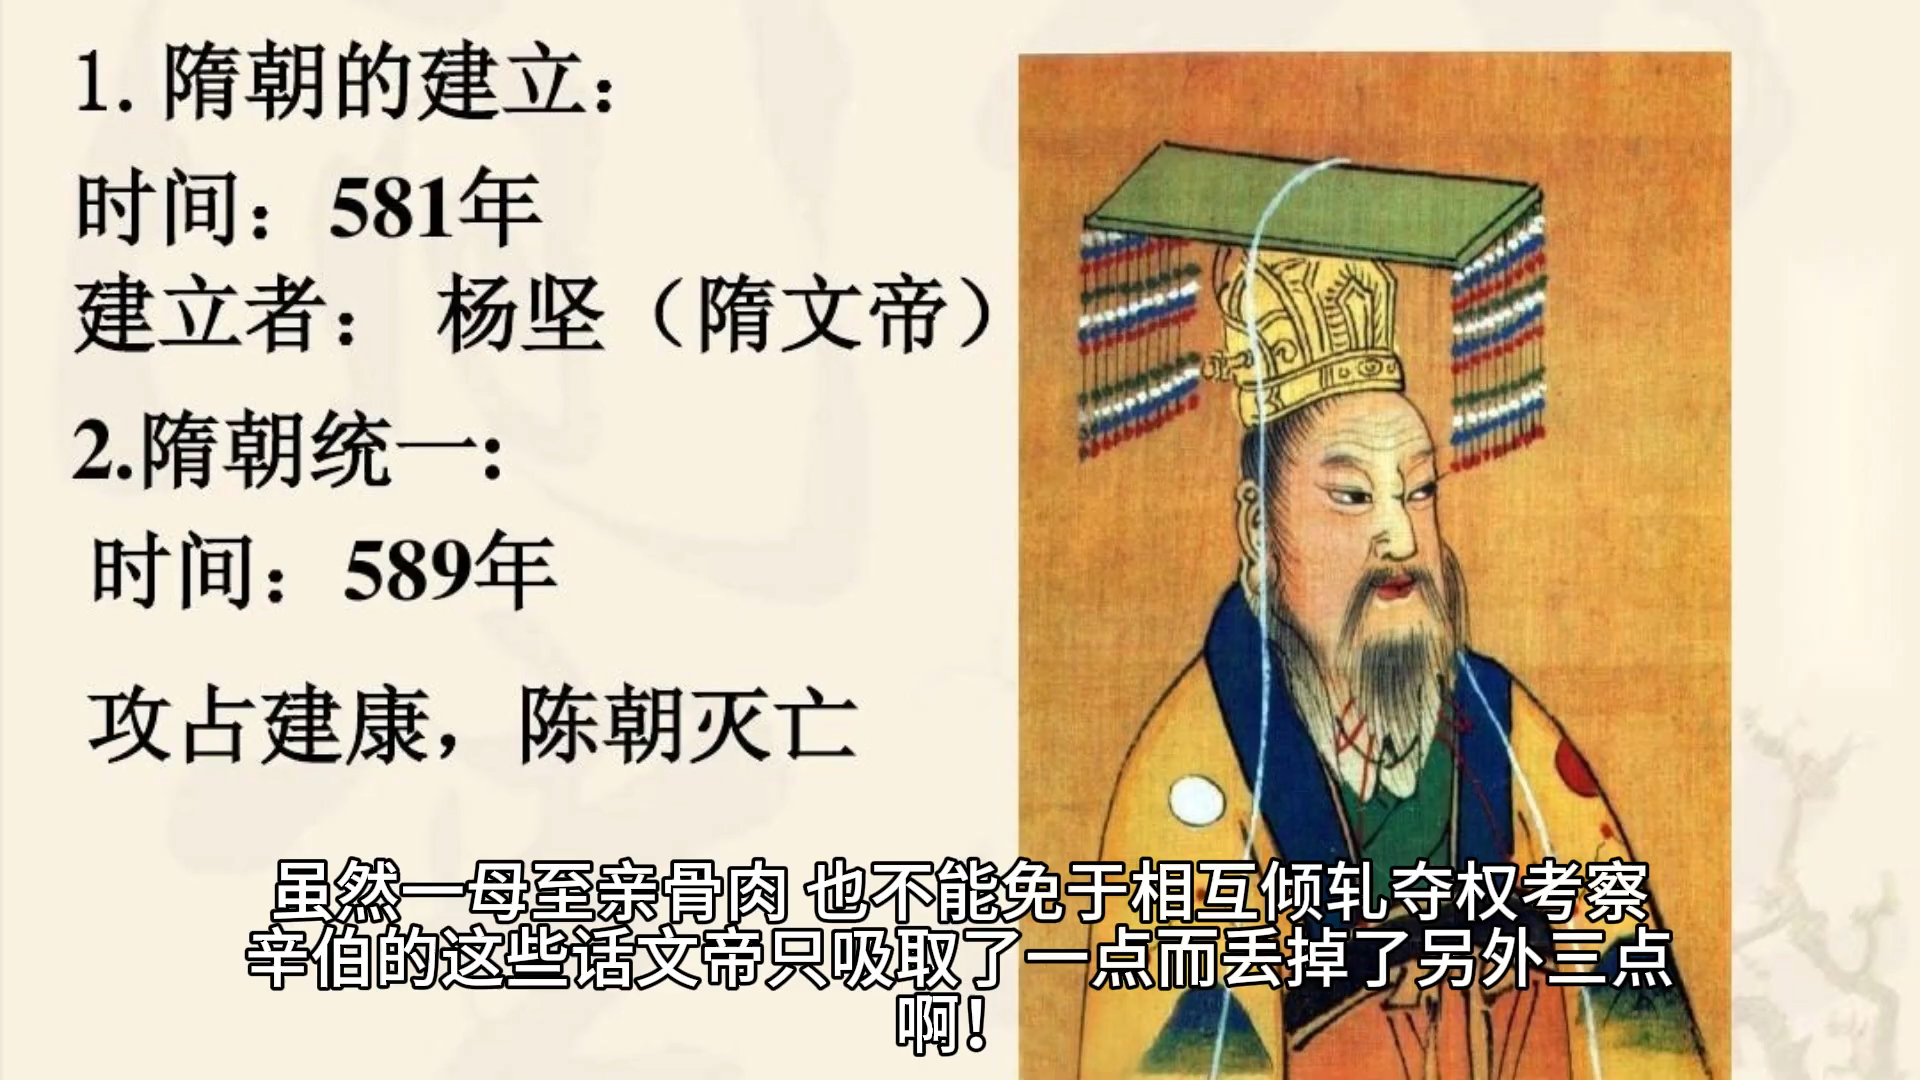 1. 隋朝的建立：
时间：581年
建立者： 杨坚（隋文帝）
2.隋朝统一：
时间：589年
攻占建康，陈朝灭亡
虽然一母至亲骨肉 也不能免于相互倾轧夺权考察
辛伯的这些话文帝只吸取了一点而丢掉了另外三点
啊！